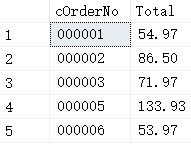 cOrderNo Total
1 000001 54.97
2 000002 86.50
3 000003 71.97
4 000005 133.93
5 000006 53.97